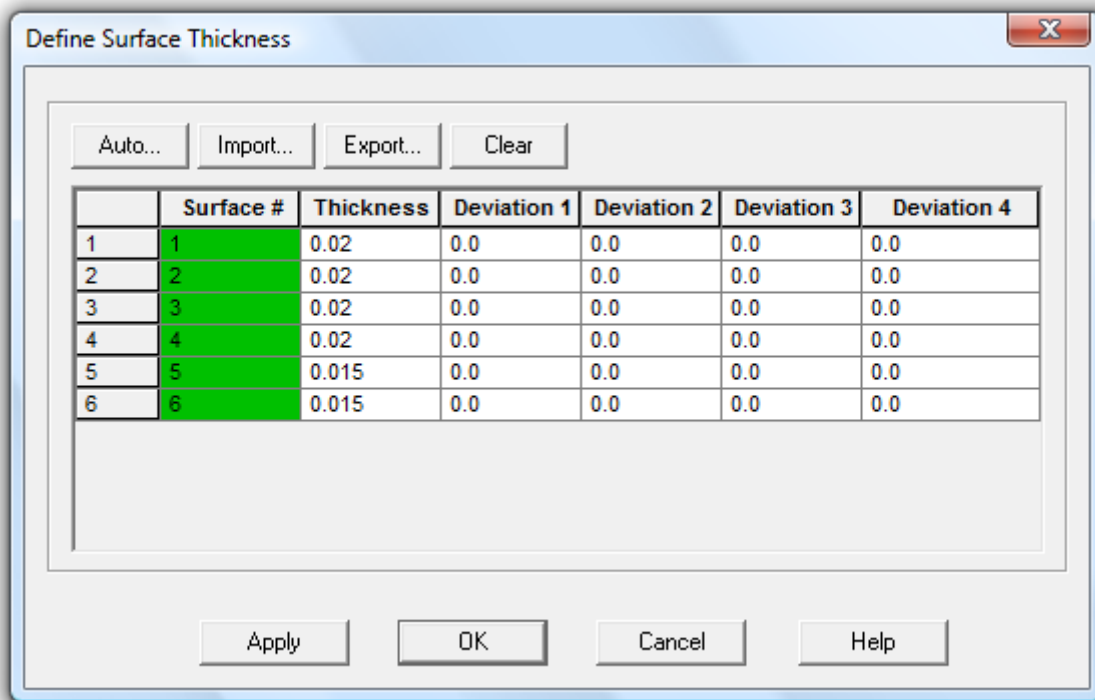 Define Surface Thickness
Auto... Import... Export... Clear
Surface # Thickness Deviation 1 Deviation 2 Deviation 3 Deviation 4
1 1 0.02 0.0 0.0 0.0 0.0
2 2 0.02 0.0 0.0 0.0 0.0
3 3 0.02 0.0 0.0 0.0 0.0
4 4 0.02 0.0 0.0 0.0 0.0
5 5 0.015 0.0 0.0 0.0 0.0
6 6 0.015 0.0 0.0 0.0 0.0
Apply OK Cancel Help